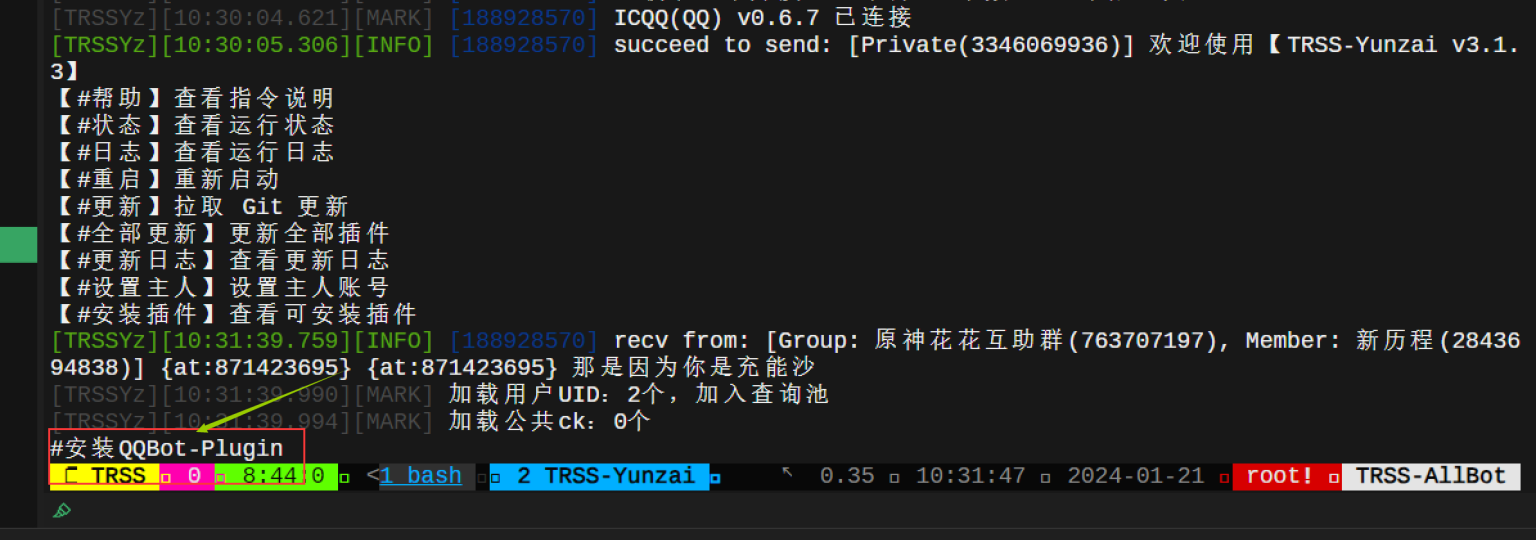 [TRSSYz][10:30:04.621][MARK] [188928570] ICQQ(QQ) v0.6.7 已连接
[TRSSYz][10:30:05.306][INFO] [188928570] succeed to send: [Private(3346069936)] 欢迎使用【TRSS-Yunzai v3.1.
3】
【#帮助】查看指令说明
【#状态】查看运行状态
【#日志】查看运行日志
【#重启】重新启动
【#更新】拉取 Git 更新
【#全部更新】更新全部插件
【#更新日志】查看更新日志
【#设置主人】设置主人账号
【#安装插件】查看可安装插件
[TRSSYz][10:31:39.759][INFO] [188928570] recv from: [Group: 原神花花互助群(763707197), Member: 新历程(28436
94838)] {at:871423695} {at:871423695} 那是因为你是充能沙
[TRSSYz][10:31:39.990][MARK] 加载用户UID：2个，加入查询池
[TRSSYz][10:31:39.994][MARK] 加载公共ck：0个
#安装QQBot-Plugin
TRSS 0 8:44:0 <1 bash 2 TRSS-Yunzai ↖ 0.35 10:31:47 2024-01-21 root! TRSS-AllBot